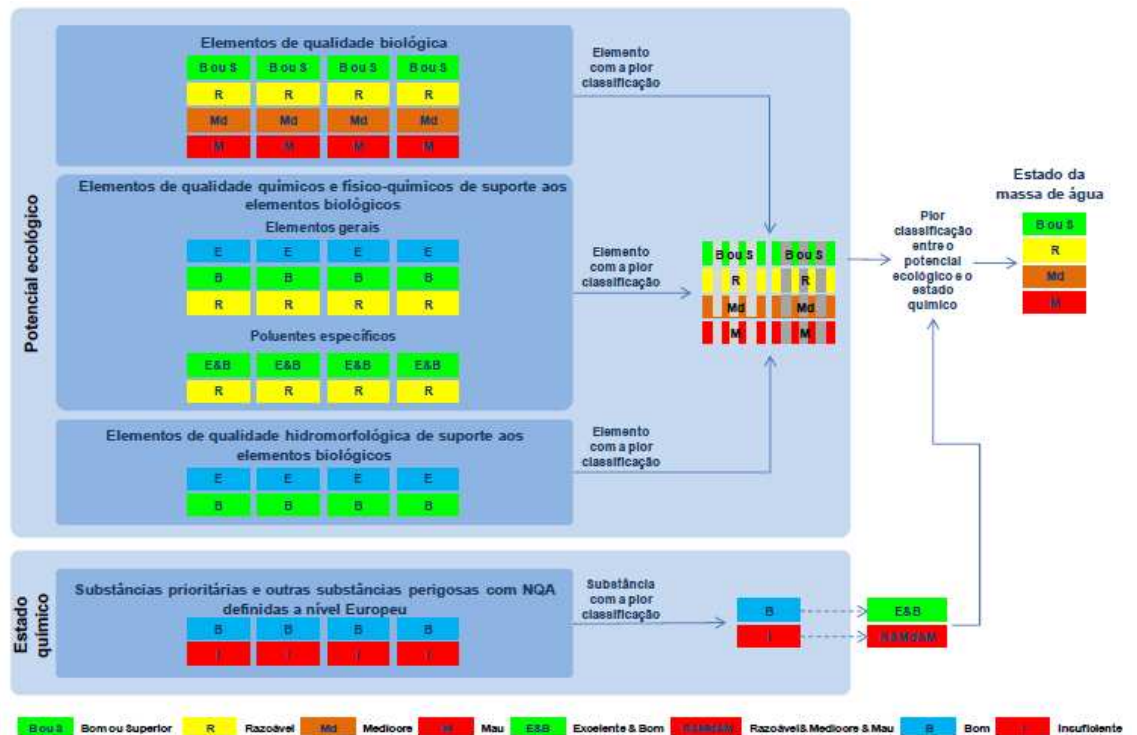 Potencial ecológico
Elementos de qualidade biológica
B ou S B ou S B ou S B ou S
R R R R
Md Md Md Md
M M M M
Elemento
com a pior
classificação
Elementos de qualidade químicos e físico-químicos de suporte aos
elementos biológicos
Elementos gerais
E E E E
B B B B
R R R R
Poluentes específicos
E&B E&B E&B E&B
R R R R
Elemento
com a pior
classificação
Elementos de qualidade hidromorfológica de suporte aos
elementos biológicos
E E E E
B B B B
Elemento
com a pior
classificação
B ou S B ou S
R R
Md Md
M M
Pior
classificação
entre o
potencial
ecológico e o
estado
químico
Estado da
massa de água
B ou S
R
Md
M
Estado
químico
Substâncias prioritárias e outras substâncias perigosas com NQA
definidas a nível Europeu
B B B B
I I I I
Substância
com a pior
classificação
B E&B
I R&Md&M
B ou S Bom ou Superior R Razoável Md Medíocre M Mau E&B Excelente & Bom R&Md&M Razoável & Medíocre & Mau B Bom I Insuficiente